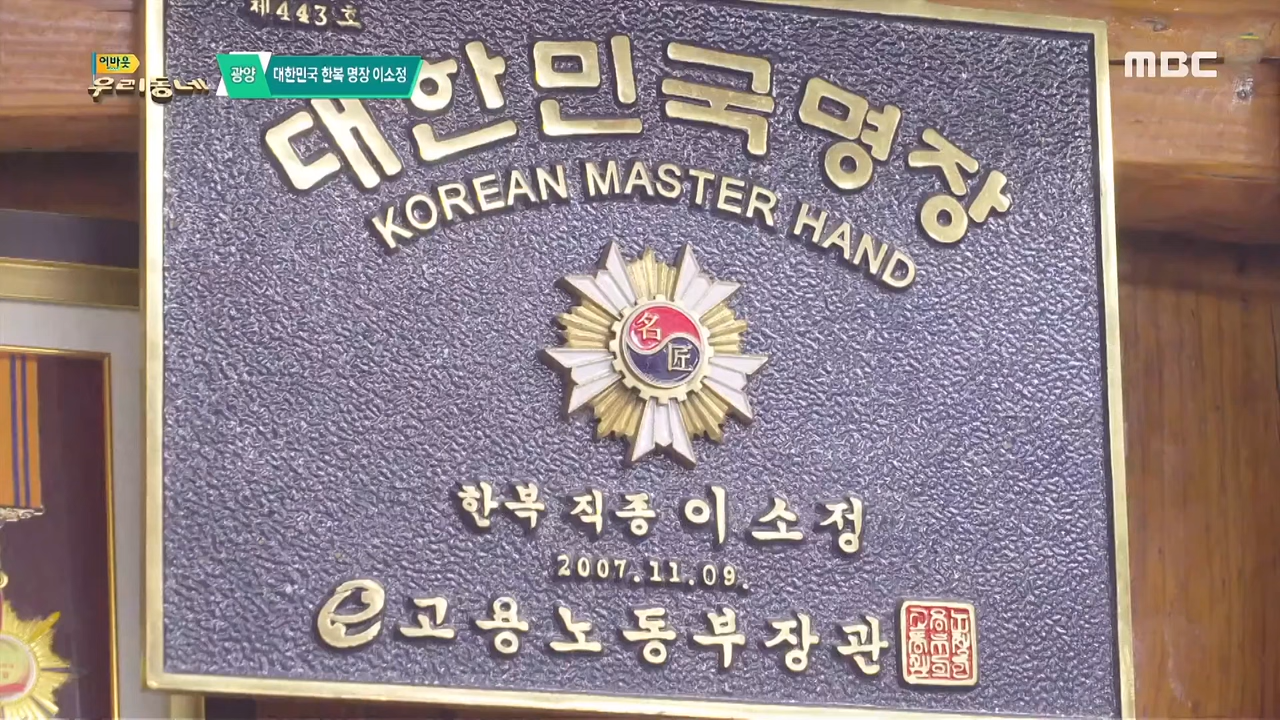 제443호
어바웃
우리동네
광양
대한민국 한복 명장 이소정
MBC
대한민국명장
KOREAN MASTER HAND
名
匠
한복 직종 이소정
2007.11.09.
고용노동부장관